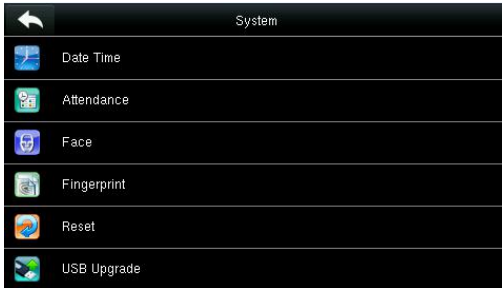 System
Date Time
Attendance
Face
Fingerprint
Reset
USB Upgrade